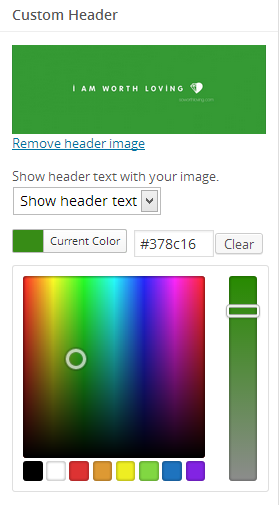 Custom Header
I AM WORTH LOVING
Remove header image
Show header text with your image.
Show header text
Current Color #378c16 Clear